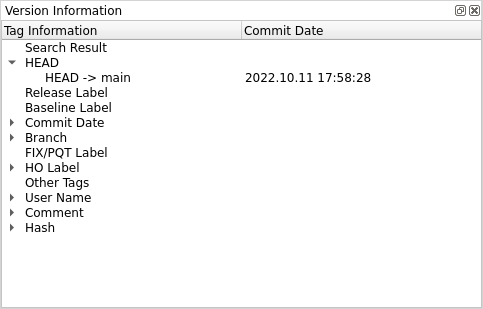 Version Information
Tag Information Commit Date
Search Result
HEAD
HEAD -> main 2022.10.11 17:58:28
Release Label
Baseline Label
Commit Date
Branch
FIX/PQT Label
HO Label
Other Tags
User Name
Comment
Hash